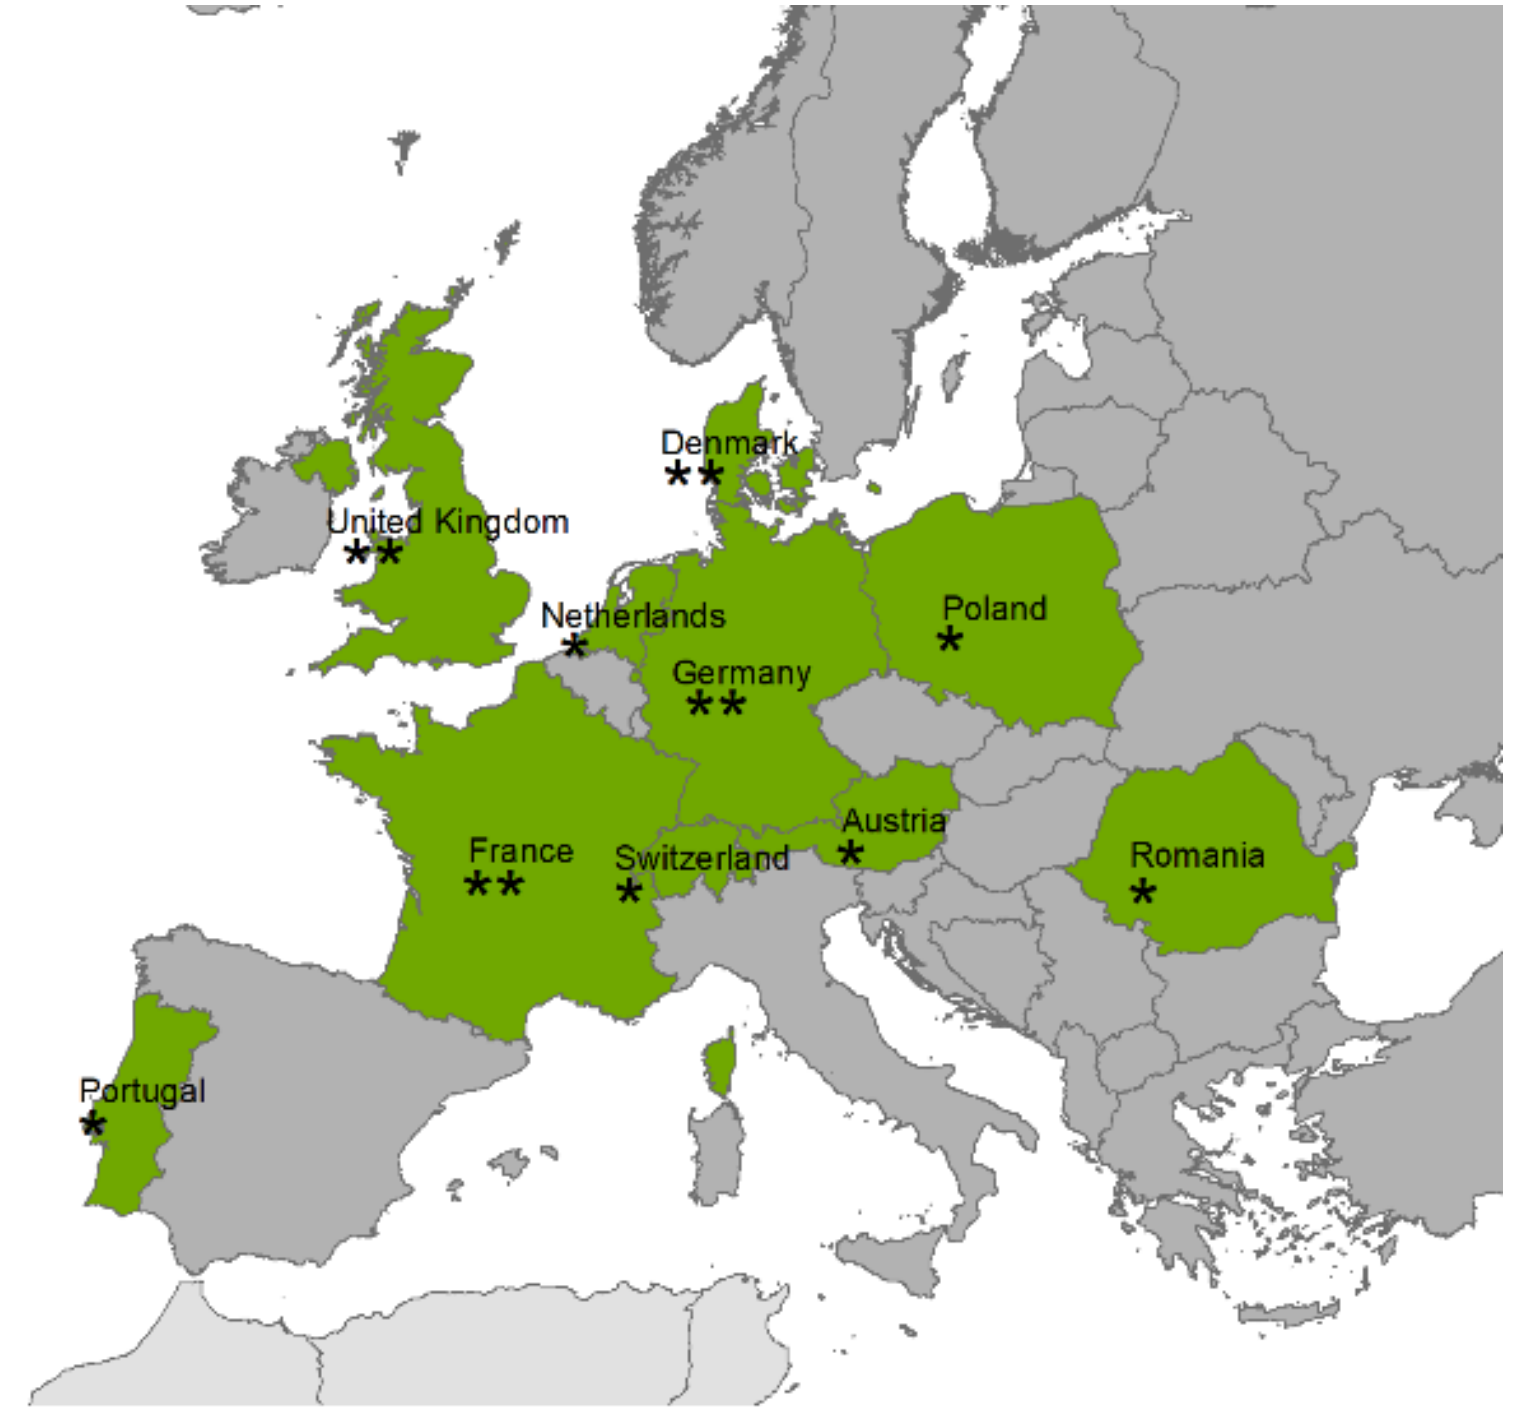 Denmark
**
United Kingdom
**
Netherlands
*
Poland
*
Germany
**
Austria
*
France
**
Switzerland
*
Romania
*
Portugal
*